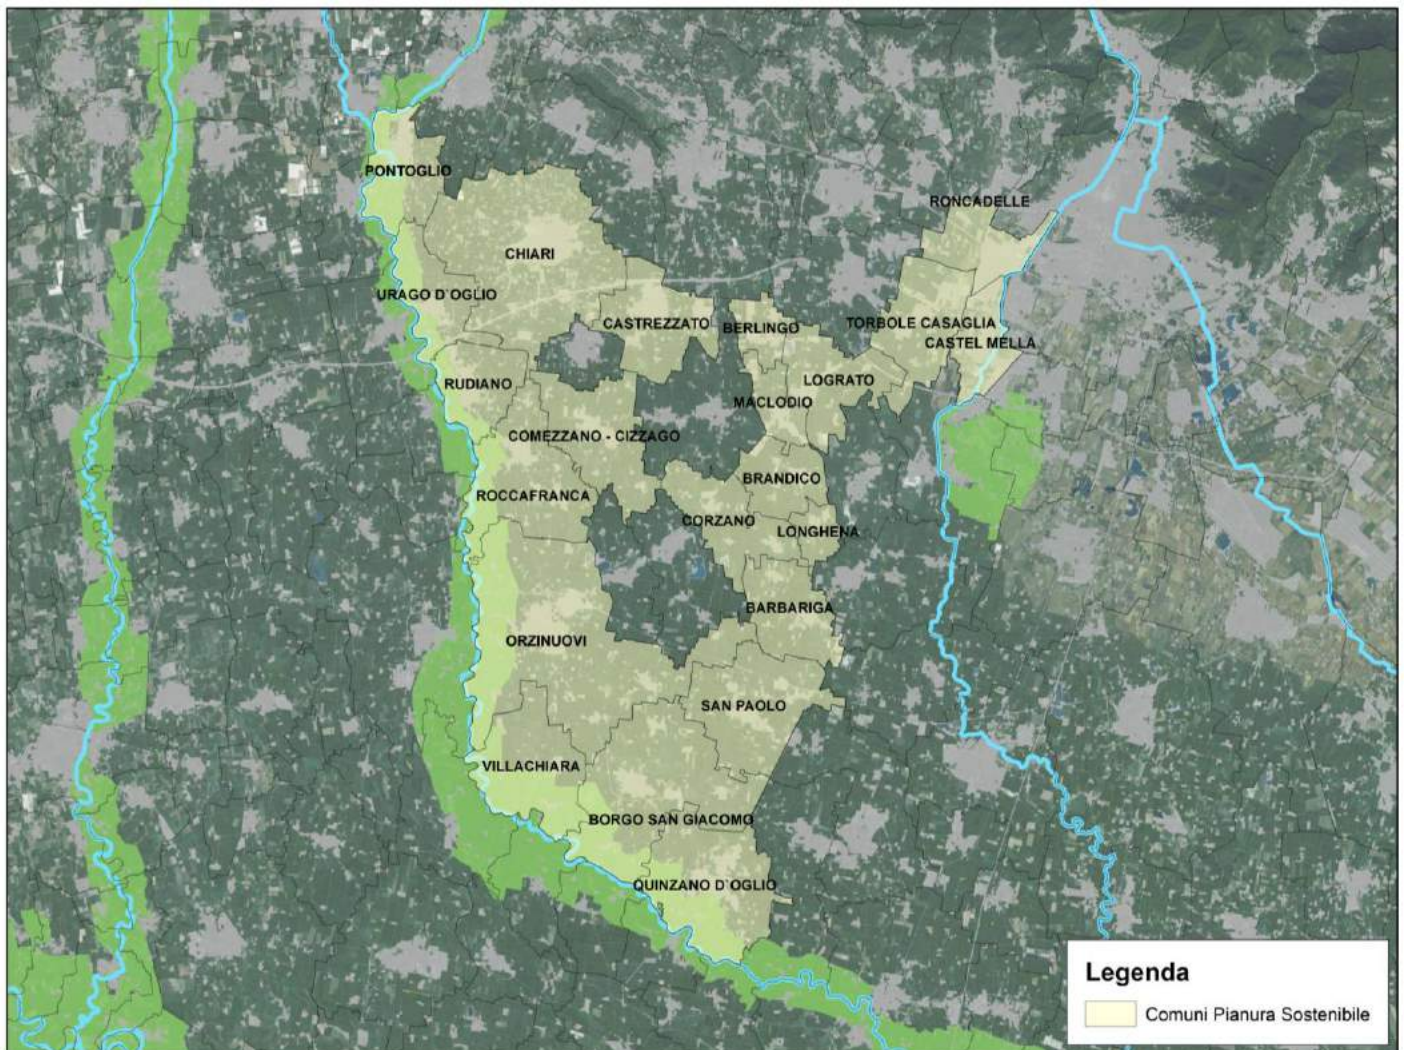 PONTOGLIO
RONCADELLE
CHIARI
URAGO D'OGLIO
CASTREZZATO
BERLINGO
TORBOLE CASAGLIA
CASTEL MELLA
RUDIANO
LOGRATO
MACLODIO
COMEZZANO - CIZZAGO
BRANDICO
ROCCAFRANCA
CORZANO
LONGHENA
BARBARIGA
ORZINUOVI
SAN PAOLO
VILLACHIARA
BORGO SAN GIACOMO
QUINZANO D'OGLIO
Legenda
Comuni Pianura Sostenibile